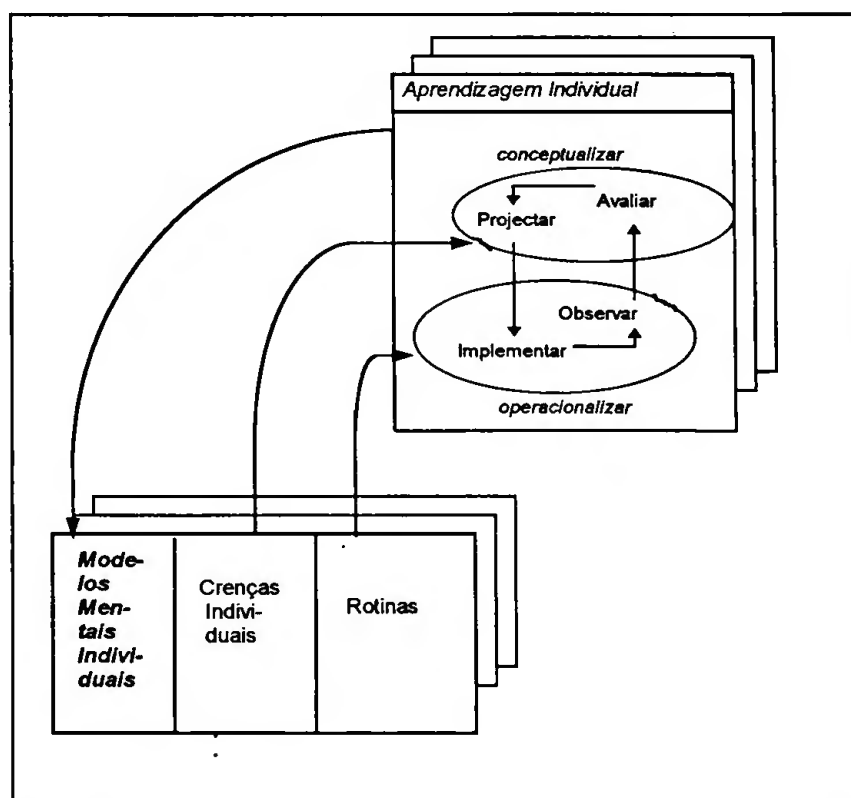 Aprendizagem Individual
conceptualizar
Avaliar
Projectar
Observar
Implementar
operacionalizar
Mode-
los
Men-
tais
Indivi-
duais
Crenças
Indivi-
duais
Rotinas